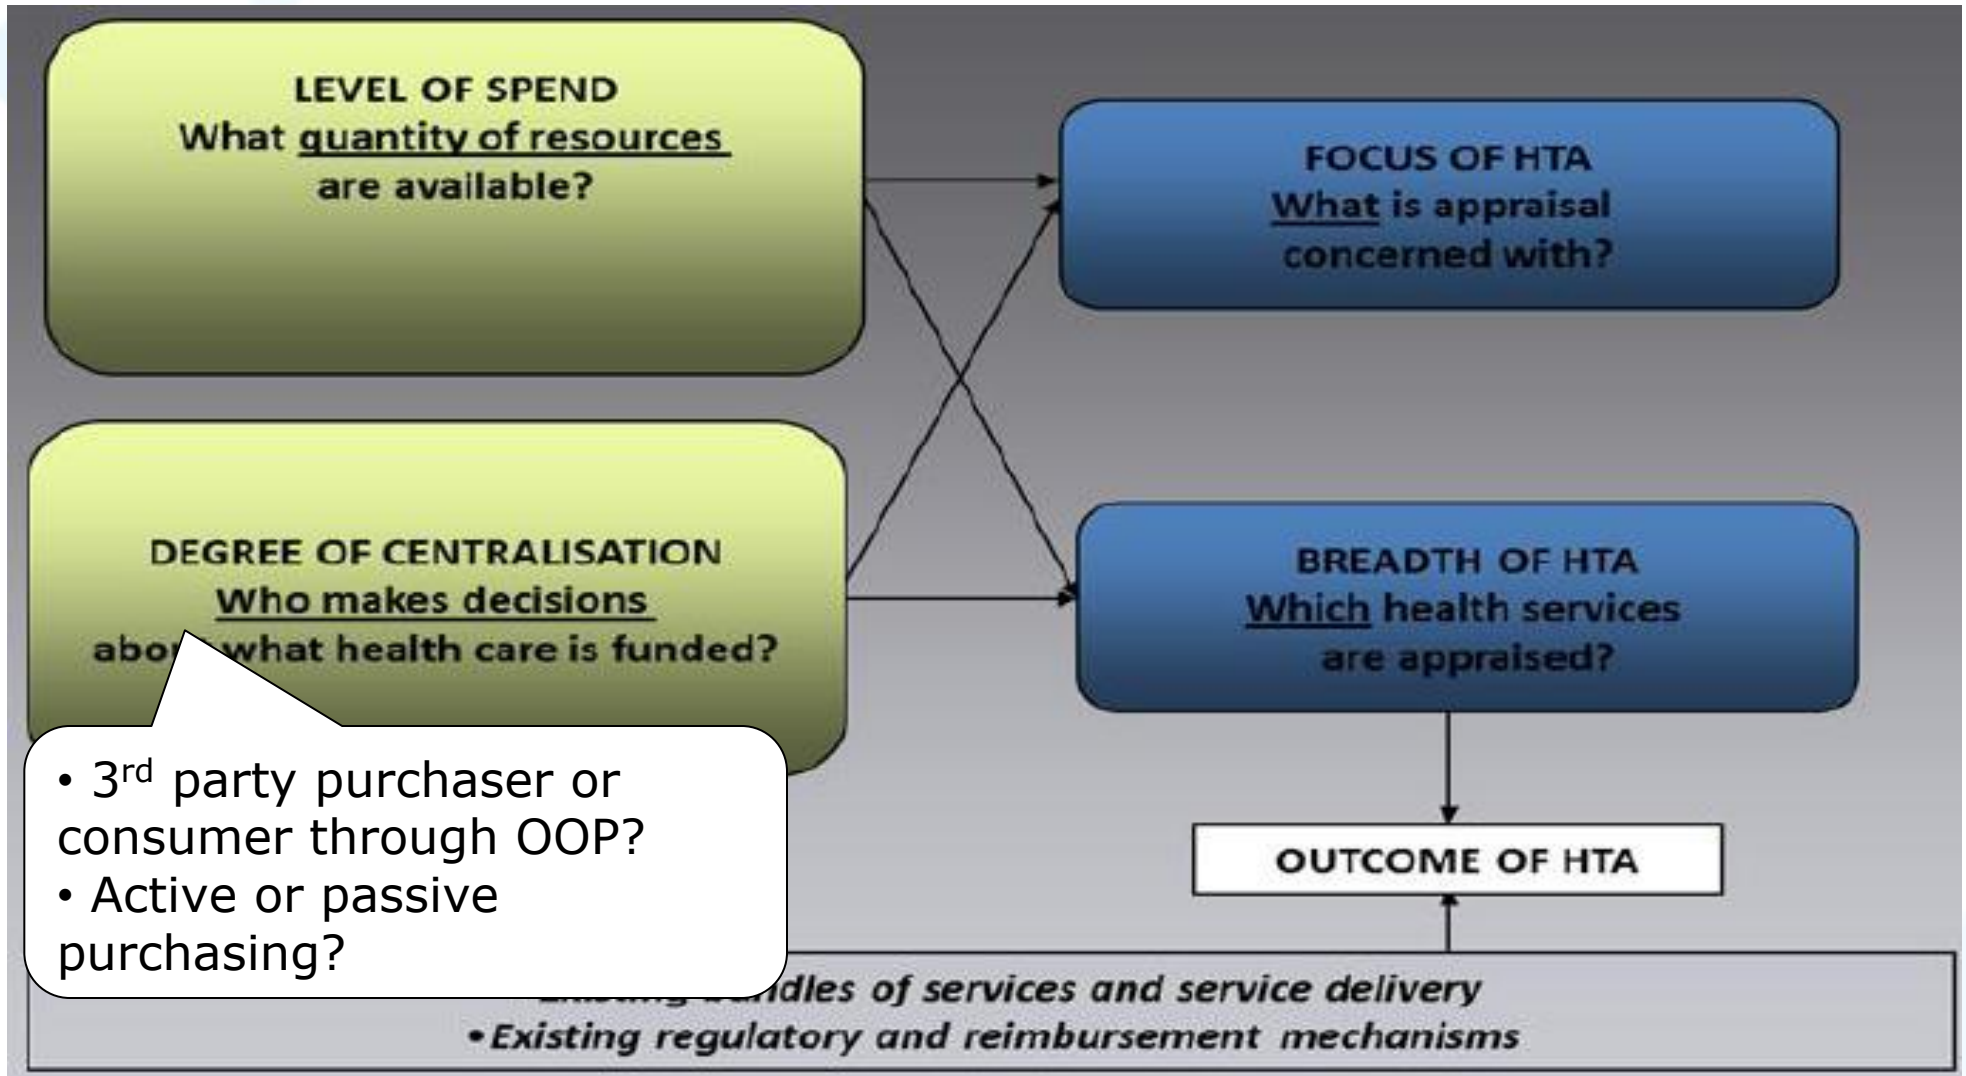 LEVEL OF SPEND
What quantity of resources
are available?
FOCUS OF HTA
What is appraisal
concerned with?
DEGREE OF CENTRALISATION
Who makes decisions
what health care is funded?
BREADTH OF HTA
Which health services
are appraised?
• 3rd party purchaser or
consumer through OOP?
• Active or passive
purchasing?
OUTCOME OF HTA
of services and service delivery
•Existing regulatory and reimbursement mechanisms